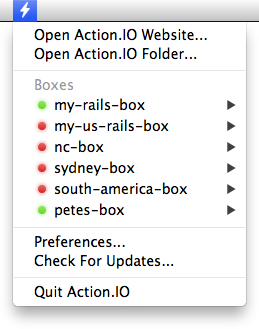 Open Action.IO Website...
Open Action.IO Folder...
Boxes
my-rails-box
my-us-rails-box
nc-box
sydney-box
south-america-box
petes-box
Preferences...
Check For Updates...
Quit Action.IO